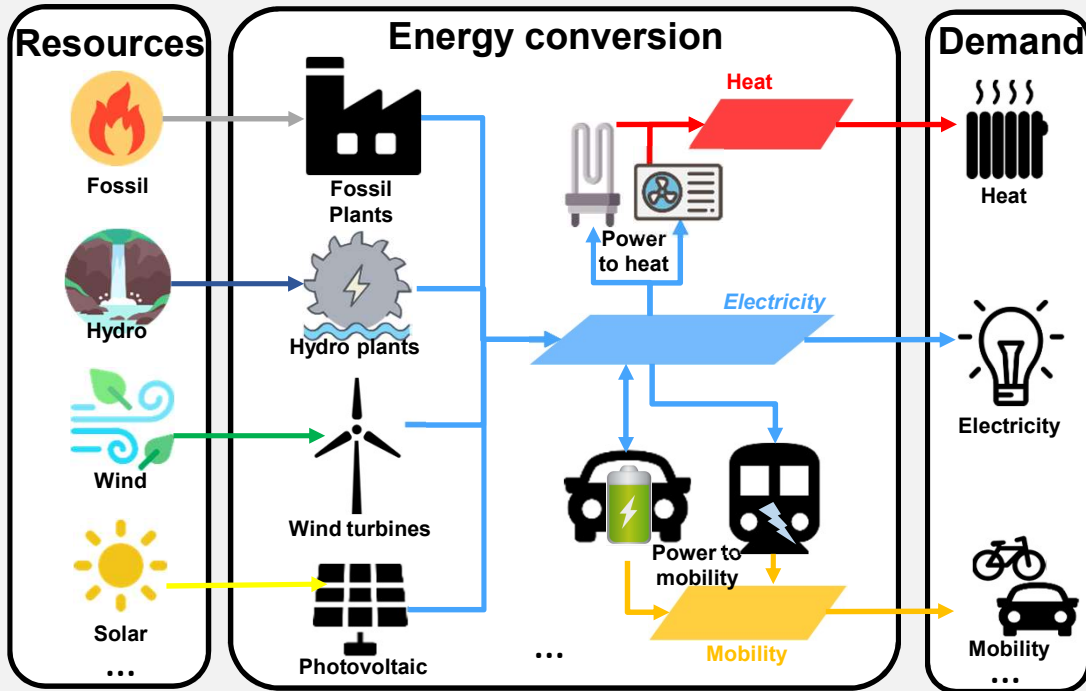 Resources
Fossil
Hydro
Wind
Solar
...
Energy conversion
Fossil
Plants
Hydro plants
Wind turbines
Photovoltaic
Heat
Power
to heat
Electricity
Power to
mobility
Mobility
...
Demand
Heat
Electricity
Mobility
...